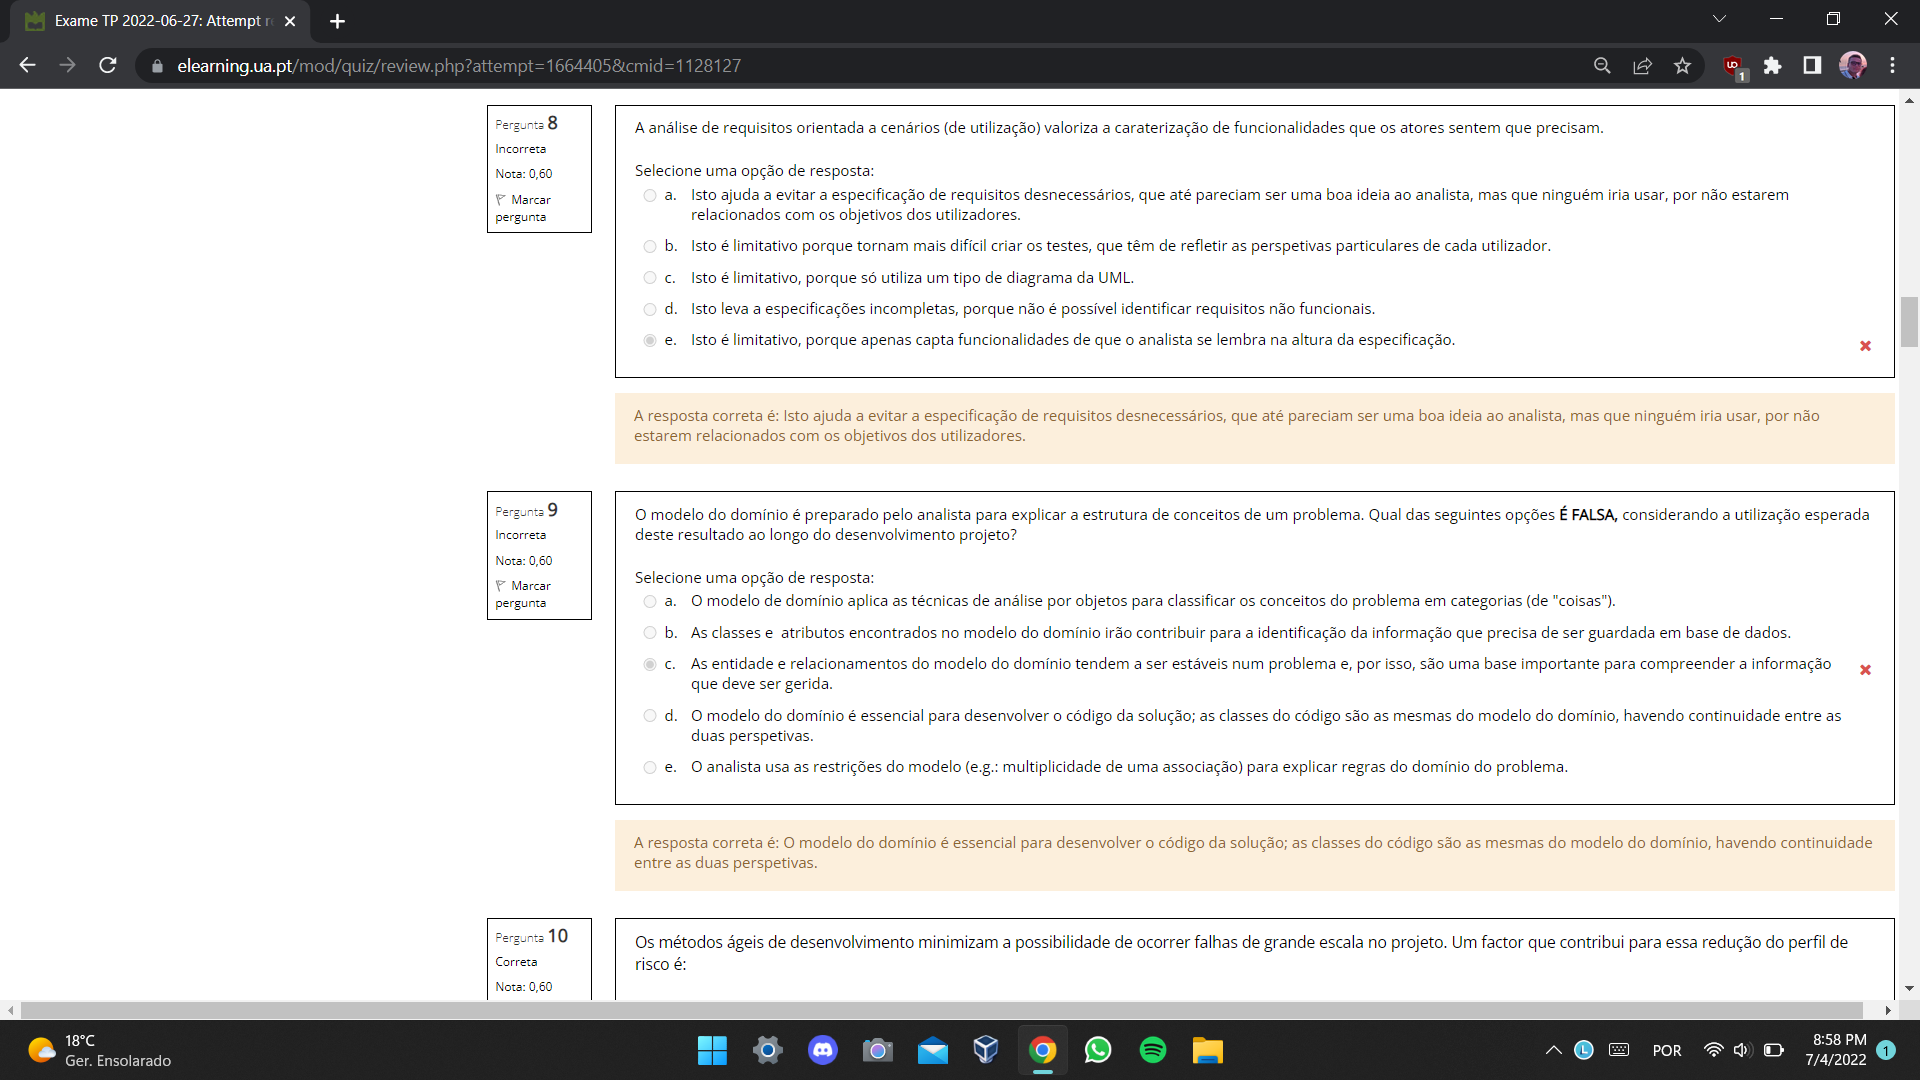 Exame TP 2022-06-27: Attempt r
elearning.ua.pt/mod/quiz/review.php?attempt=1664405&cmid=1128127
1
Pergunta 8
Incorreta
Nota: 0,60
Marcar
pergunta
A análise de requisitos orientada a cenários (de utilização) valoriza a caraterização de funcionalidades que os atores sentem que precisam.
Selecione uma opção de resposta:
a. Isto ajuda a evitar a especificação de requisitos desnecessários, que até pareciam ser uma boa ideia ao analista, mas que ninguém iria usar, por não estarem
relacionados com os objetivos dos utilizadores.
b. Isto é limitativo porque tornam mais difícil criar os testes, que têm de refletir as perspetivas particulares de cada utilizador.
c. Isto é limitativo, porque só utiliza um tipo de diagrama da UML.
d. Isto leva a especificações incompletas, porque não é possível identificar requisitos não funcionais.
e. Isto é limitativo, porque apenas capta funcionalidades de que o analista se lembra na altura da especificação.
A resposta correta é: Isto ajuda a evitar a especificação de requisitos desnecessários, que até pareciam ser uma boa ideia ao analista, mas que ninguém iria usar, por não
estarem relacionados com os objetivos dos utilizadores.
Pergunta 9
Incorreta
Nota: 0,60
Marcar
pergunta
O modelo do domínio é preparado pelo analista para explicar a estrutura de conceitos de um problema. Qual das seguintes opções É FALSA, considerando a utilização esperada
deste resultado ao longo do desenvolvimento projeto?
Selecione uma opção de resposta:
a. O modelo de domínio aplica as técnicas de análise por objetos para classificar os conceitos do problema em categorias (de "coisas").
b. As classes e atributos encontrados no modelo do domínio irão contribuir para a identificação da informação que precisa de ser guardada em base de dados.
c. As entidade e relacionamentos do modelo do domínio tendem a ser estáveis num problema e, por isso, são uma base importante para compreender a informação
que deve ser gerida.
d. O modelo do domínio é essencial para desenvolver o código da solução; as classes do código são as mesmas do modelo do domínio, havendo continuidade entre as
duas perspetivas.
e. O analista usa as restrições do modelo (e.g.: multiplicidade de uma associação) para explicar regras do domínio do problema.
A resposta correta é: O modelo do domínio é essencial para desenvolver o código da solução; as classes do código são as mesmas do modelo do domínio, havendo continuidade
entre as duas perspetivas.
Pergunta 10
Correta
Nota: 0,60
Os métodos ágeis de desenvolvimento minimizam a possibilidade de ocorrer falhas de grande escala no projeto. Um factor que contribui para essa redução do perfil de
risco é:
18°C
Ger. Ensolarado
POR
8:58 PM
7/4/2022
1